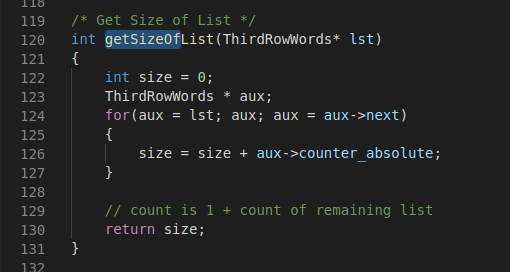 118
119 /* Get Size of List */
120 int getSizeOfList(ThirdRowWords* lst)
121 {
122     int size = 0;
123     ThirdRowWords * aux;
124     for(aux = lst; aux; aux = aux->next)
125     {
126         size = size + aux->counter_absolute;
127     }
128
129     // count is 1 + count of remaining list
130     return size;
131 }
132